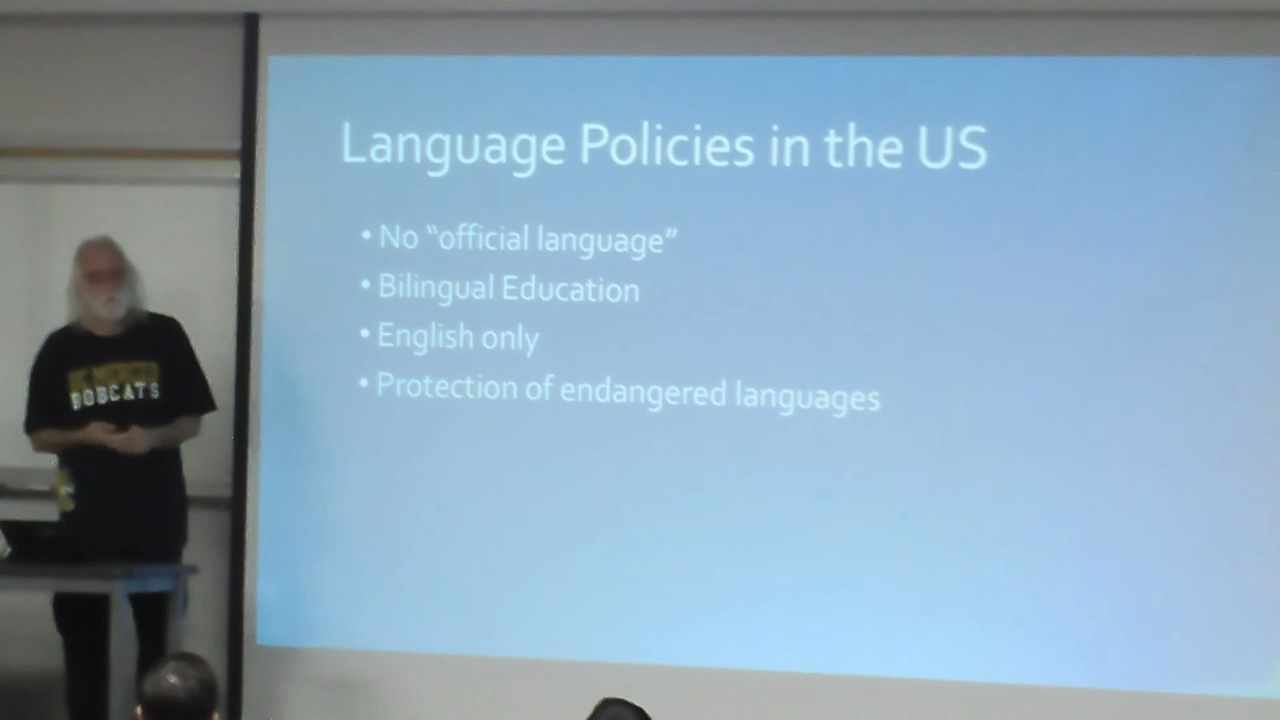 Language Policies in the US
• No “official language”
• Bilingual Education
• English only
• Protection of endangered languages
BOBCATS